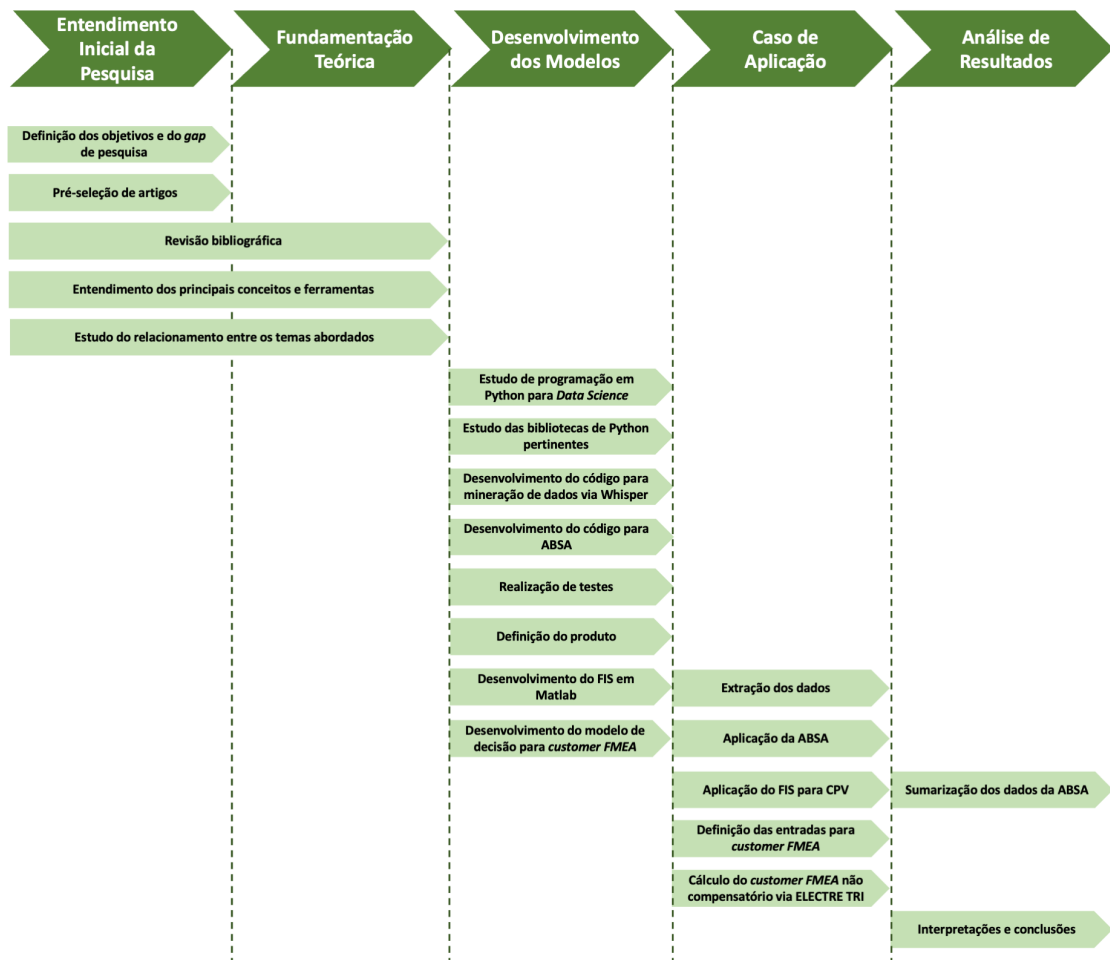 Entendimento
Inicial da
Pesquisa
Fundamentação
Teórica
Desenvolvimento
dos Modelos
Caso de
Aplicação
Análise de
Resultados
Definição dos objetivos e do gap
de pesquisa
Pré-seleção de artigos
Revisão bibliográfica
Entendimento dos principais conceitos e ferramentas
Estudo do relacionamento entre os temas abordados
Estudo de programação em
Python para Data Science
Estudo das bibliotecas de Python
pertinentes
Desenvolvimento do código para
mineração de dados via Whisper
Desenvolvimento do código para
ABSA
Realização de testes
Definição do produto
Desenvolvimento do FIS em
Matlab
Extração dos dados
Desenvolvimento do modelo de
decisão para customer FMEA
Aplicação da ABSA
Aplicação do FIS para CPV
Sumarização dos dados da ABSA
Definição das entradas para
customer FMEA
Cálculo do customer FMEA não
compensatório via ELECTRE TRI
Interpretações e conclusões